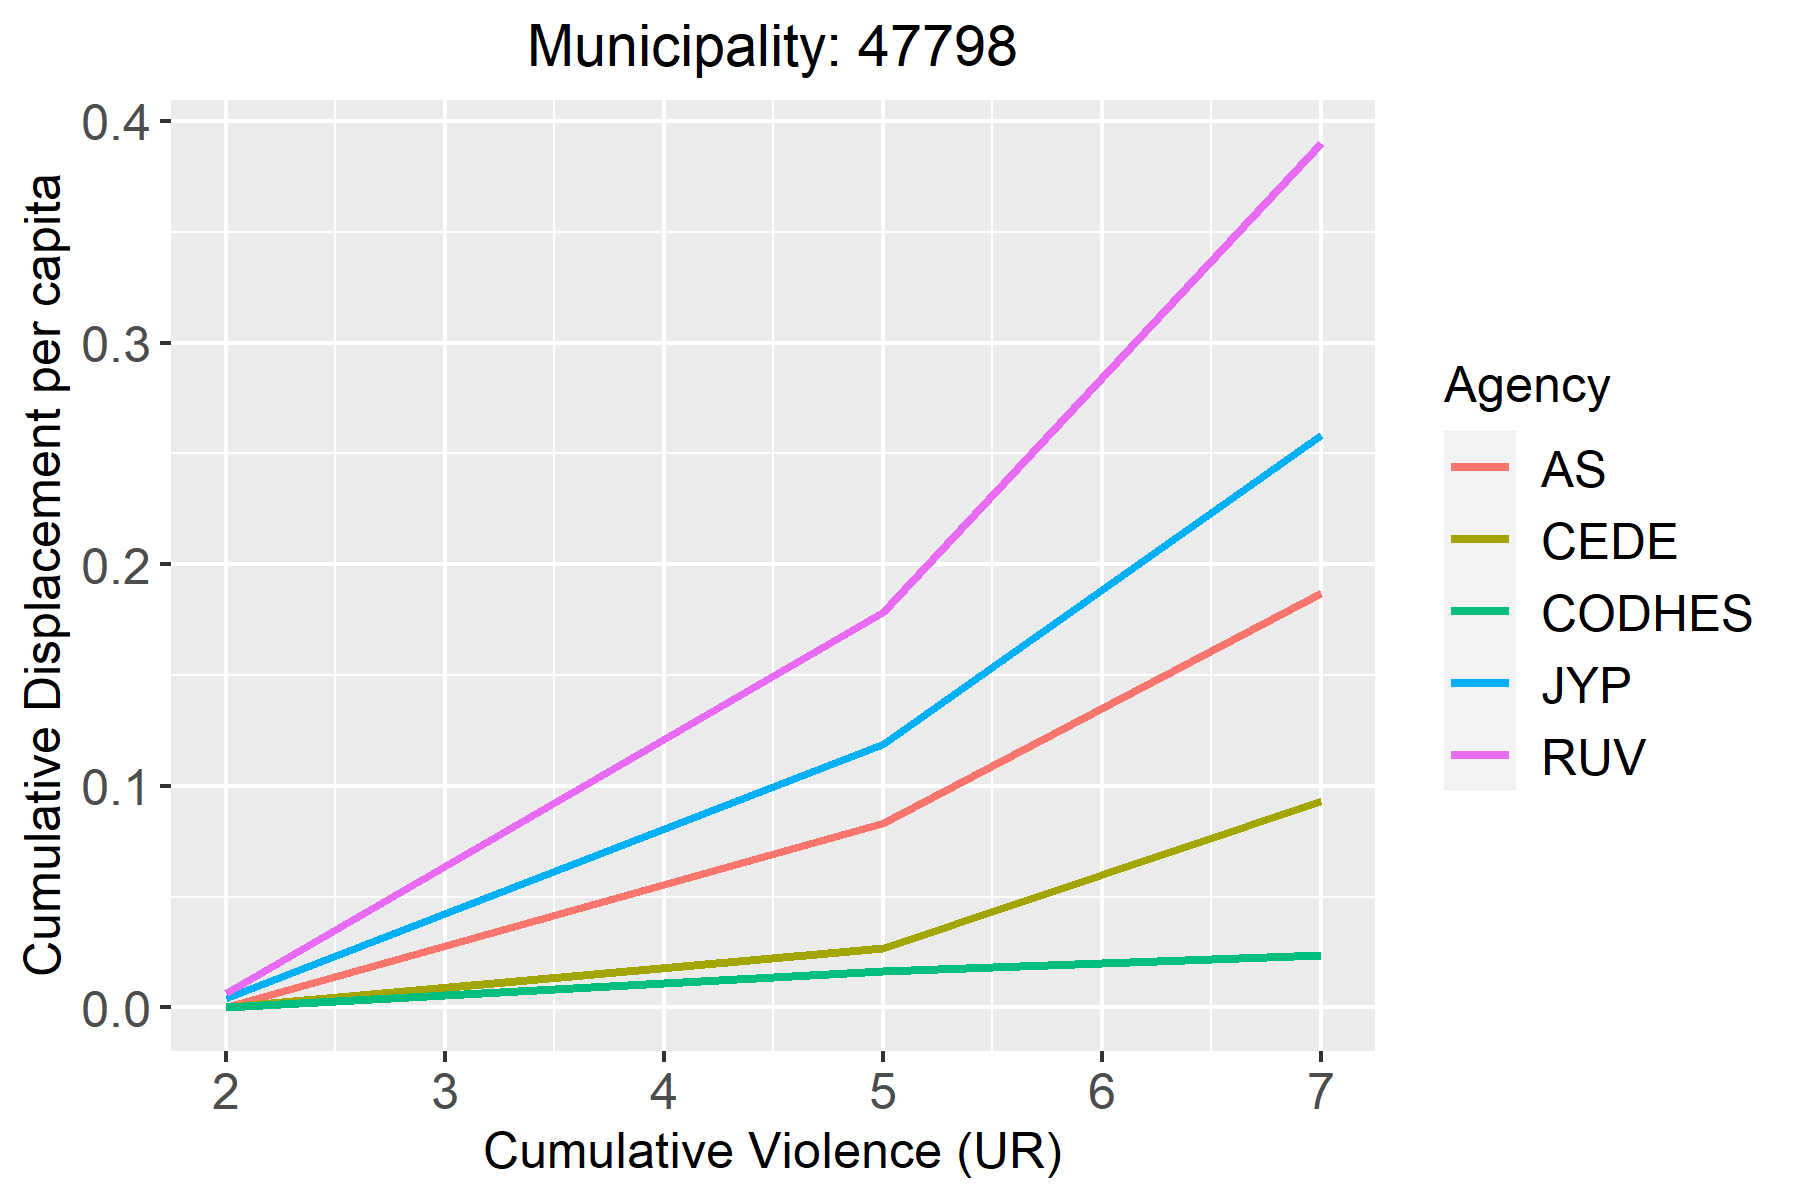 Municipality: 47798
Cumulative Displacement per capita
0.4
0.3
0.2
0.1
0.0
2 3 4 5 6 7
Cumulative Violence (UR)
Agency
AS
CEDE
CODHES
JYP
RUV